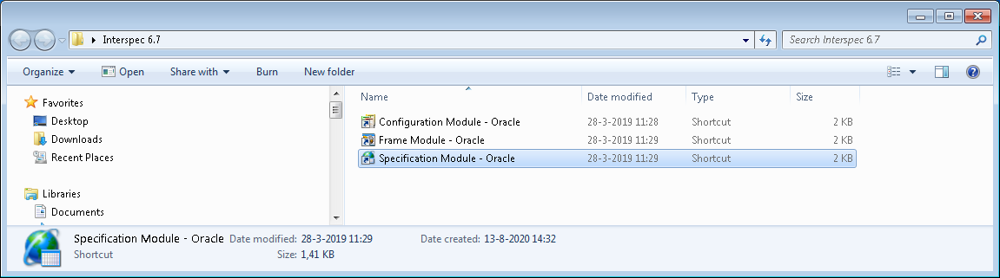 Interspec 6.7
Search Interspec 6.7
Organize Open Share with Burn New folder
Name Date modified Type Size
Favorites
Desktop
Downloads
Recent Places
Libraries
Documents
Configuration Module - Oracle 28-3-2019 11:28 Shortcut 2 KB
Frame Module - Oracle 28-3-2019 11:29 Shortcut 2 KB
Specification Module - Oracle 28-3-2019 11:29 Shortcut 2 KB
Specification Module - Oracle Date modified: 28-3-2019 11:29 Date created: 13-8-2020 14:32
Shortcut Size: 1,41 KB